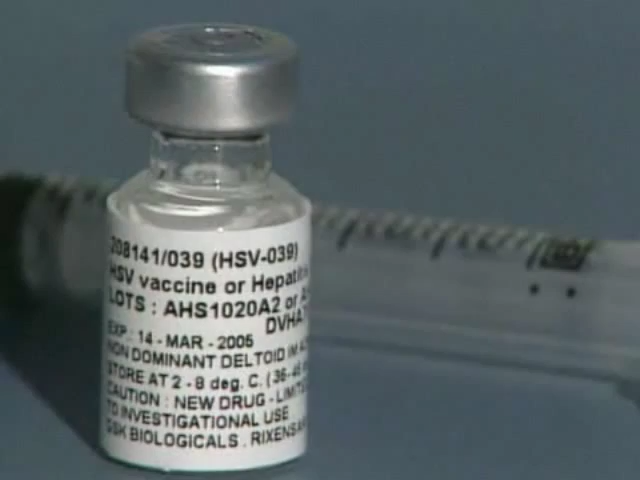 208141/039 (HSV-039)
HSV vaccine or Hepatitis
LOTS : AHS1020A2 or
DVHA
EXP.: 14 - MAR - 2005
NON DOMINANT DELTOID IM
STORE AT 2 - 8 deg. C. (36-46
CAUTION : NEW DRUG - LIMITED
TO INVESTIGATIONAL USE
GSK BIOLOGICALS . RIXENSART